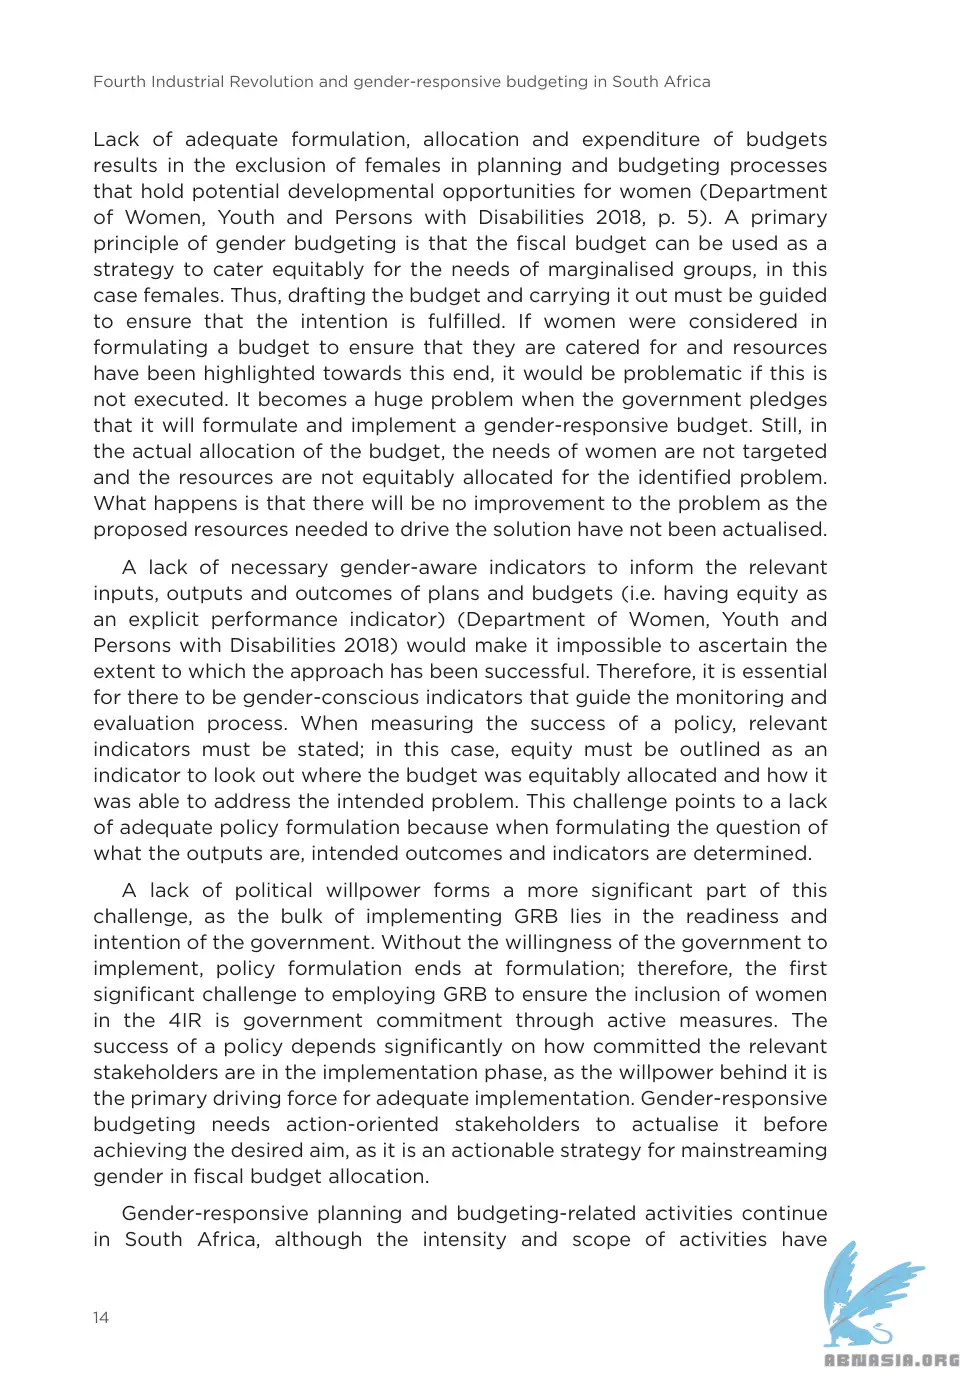 Fourth Industrial Revolution and gender-responsive budgeting in South Africa
Lack of adequate formulation, allocation and expenditure of budgets
results in the exclusion of females in planning and budgeting processes
that hold potential developmental opportunities for women (Department
of Women, Youth and Persons with Disabilities 2018, p. 5). A primary
principle of gender budgeting is that the fiscal budget can be used as a
strategy to cater equitably for the needs of marginalised groups, in this
case females. Thus, drafting the budget and carrying it out must be guided
to ensure that the intention is fulfilled. If women were considered in
formulating a budget to ensure that they are catered for and resources
have been highlighted towards this end, it would be problematic if this is
not executed. It becomes a huge problem when the government pledges
that it will formulate and implement a gender-responsive budget. Still, in
the actual allocation of the budget, the needs of women are not targeted
and the resources are not equitably allocated for the identified problem.
What happens is that there will be no improvement to the problem as the
proposed resources needed to drive the solution have not been actualised.
A lack of necessary gender-aware indicators to inform the relevant
inputs, outputs and outcomes of plans and budgets (i.e. having equity as
an explicit performance indicator) (Department of Women, Youth and
Persons with Disabilities 2018) would make it impossible to ascertain the
extent to which the approach has been successful. Therefore, it is essential
for there to be gender-conscious indicators that guide the monitoring and
evaluation process. When measuring the success of a policy, relevant
indicators must be stated; in this case, equity must be outlined as an
indicator to look out where the budget was equitably allocated and how it
was able to address the intended problem. This challenge points to a lack
of adequate policy formulation because when formulating the question of
what the outputs are, intended outcomes and indicators are determined.
A lack of political willpower forms a more significant part of this
challenge, as the bulk of implementing GRB lies in the readiness and
intention of the government. Without the willingness of the government to
implement, policy formulation ends at formulation; therefore, the first
significant challenge to employing GRB to ensure the inclusion of women
in the 4IR is government commitment through active measures. The
success of a policy depends significantly on how committed the relevant
stakeholders are in the implementation phase, as the willpower behind it is
the primary driving force for adequate implementation. Gender-responsive
budgeting needs action-oriented stakeholders to actualise it before
achieving the desired aim, as it is an actionable strategy for mainstreaming
gender in fiscal budget allocation.
Gender-responsive planning and budgeting-related activities continue
in South Africa, although the intensity and scope of activities have
14
ABNASIA.ORG